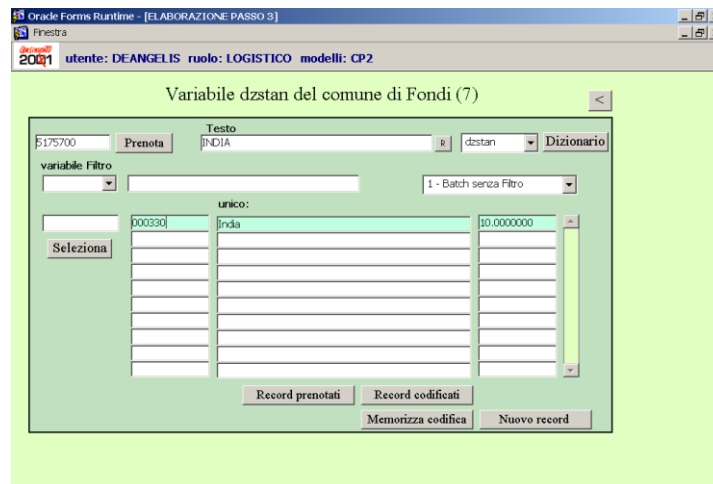 Oracle Forms Runtime - [ELABORAZIONE PASSO 3]
Finestra
Censimento 2001 utente: DEANGELIS ruolo: LOGISTICO modelli: CP2
Variabile dzstan del comune di Fondi (7)
<
Testo
5175700 Prenota INDIA R dzstan Dizionario
variabile Filtro
1 - Batch senza Filtro
unico:
000330 India 10.0000000
Seleziona
Record prenotati Record codificati
Memorizza codifica Nuovo record